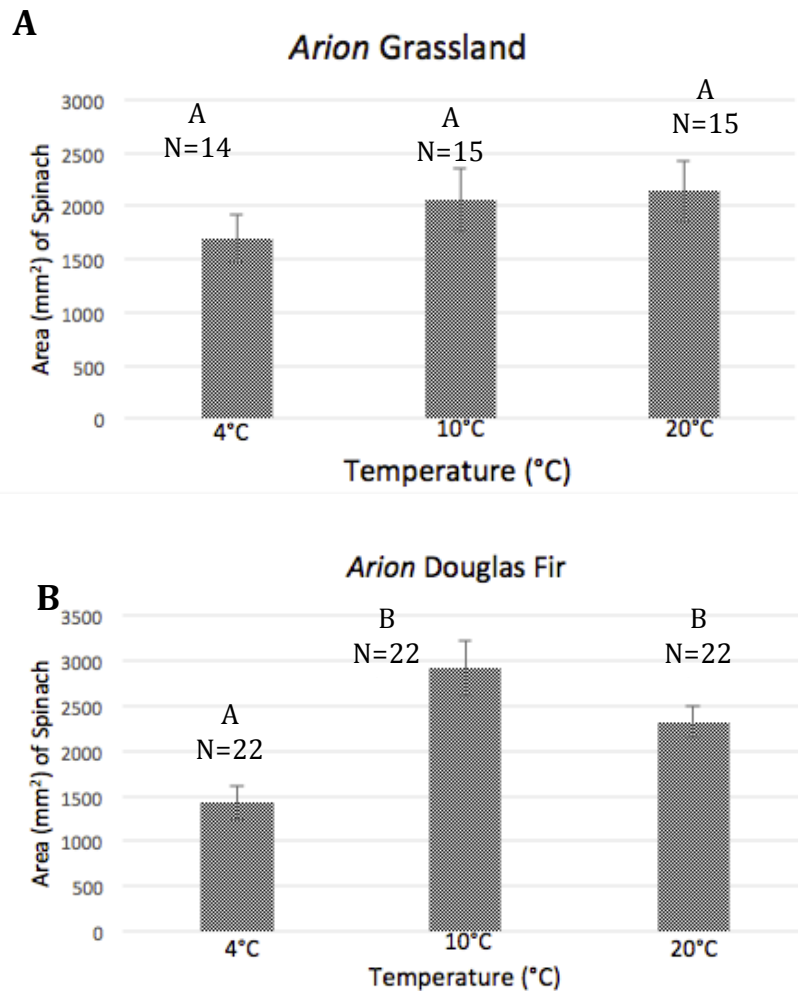 A
Arion Grassland
Area (mm²) of Spinach
3000
2500
2000
1500
1000
500
0
A
N=14
A
N=15
A
N=15
4°C
10°C
20°C
Temperature (°C)
B
Arion Douglas Fir
Area (mm²) of Spinach
3500
3000
2500
2000
1500
1000
500
0
A
N=22
B
N=22
B
N=22
4°C
10°C
20°C
Temperature (°C)